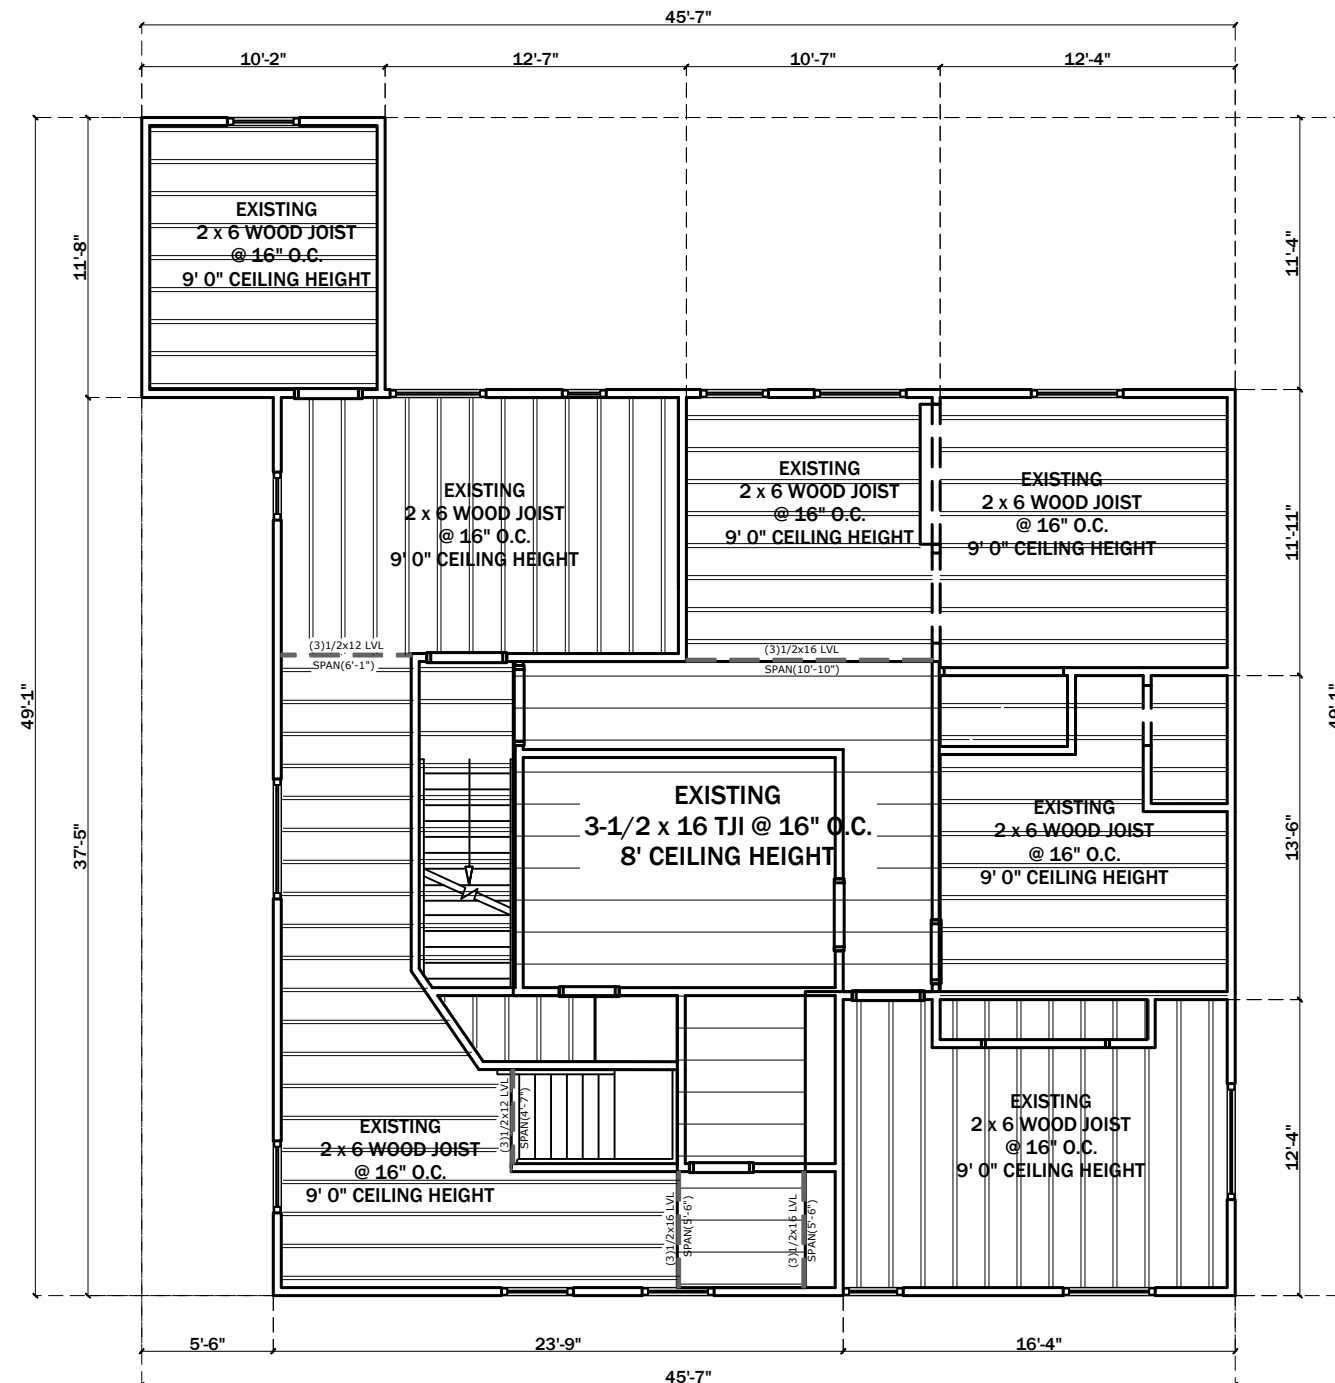 45'-7"
10'-2"
12'-7"
10'-7"
12'-4"
EXISTING
2 x 6 WOOD JOIST
@ 16" O.C.
9' 0" CEILING HEIGHT
11'-8"
11'-4"
EXISTING
2 x 6 WOOD JOIST
@ 16" O.C.
9' 0" CEILING HEIGHT
EXISTING
2 x 6 WOOD JOIST
@ 16" O.C.
9' 0" CEILING HEIGHT
EXISTING
2 x 6 WOOD JOIST
@ 16" O.C.
9' 0" CEILING HEIGHT
11'-11"
(3)1/2x12 LVL
SPAN(6'-1")
(3)1/2x16 LVL
SPAN(10'-10")
49'-1"
49'-1"
37'-5"
EXISTING
3-1/2 x 16 TJI @ 16" O.C.
8' CEILING HEIGHT
EXISTING
2 x 6 WOOD JOIST
@ 16" O.C.
9' 0" CEILING HEIGHT
13'-6"
(3)1/2x12 LVL
SPAN(4'-7")
EXISTING
2 x 6 WOOD JOIST
@ 16" O.C.
9' 0" CEILING HEIGHT
(3)1/2x16 LVL
SPAN(5'-6")
(3)1/2x16 LVL
SPAN(5'-6")
EXISTING
2 x 6 WOOD JOIST
@ 16" O.C.
9' 0" CEILING HEIGHT
12'-4"
5'-6"
23'-9"
16'-4"
45'-7"